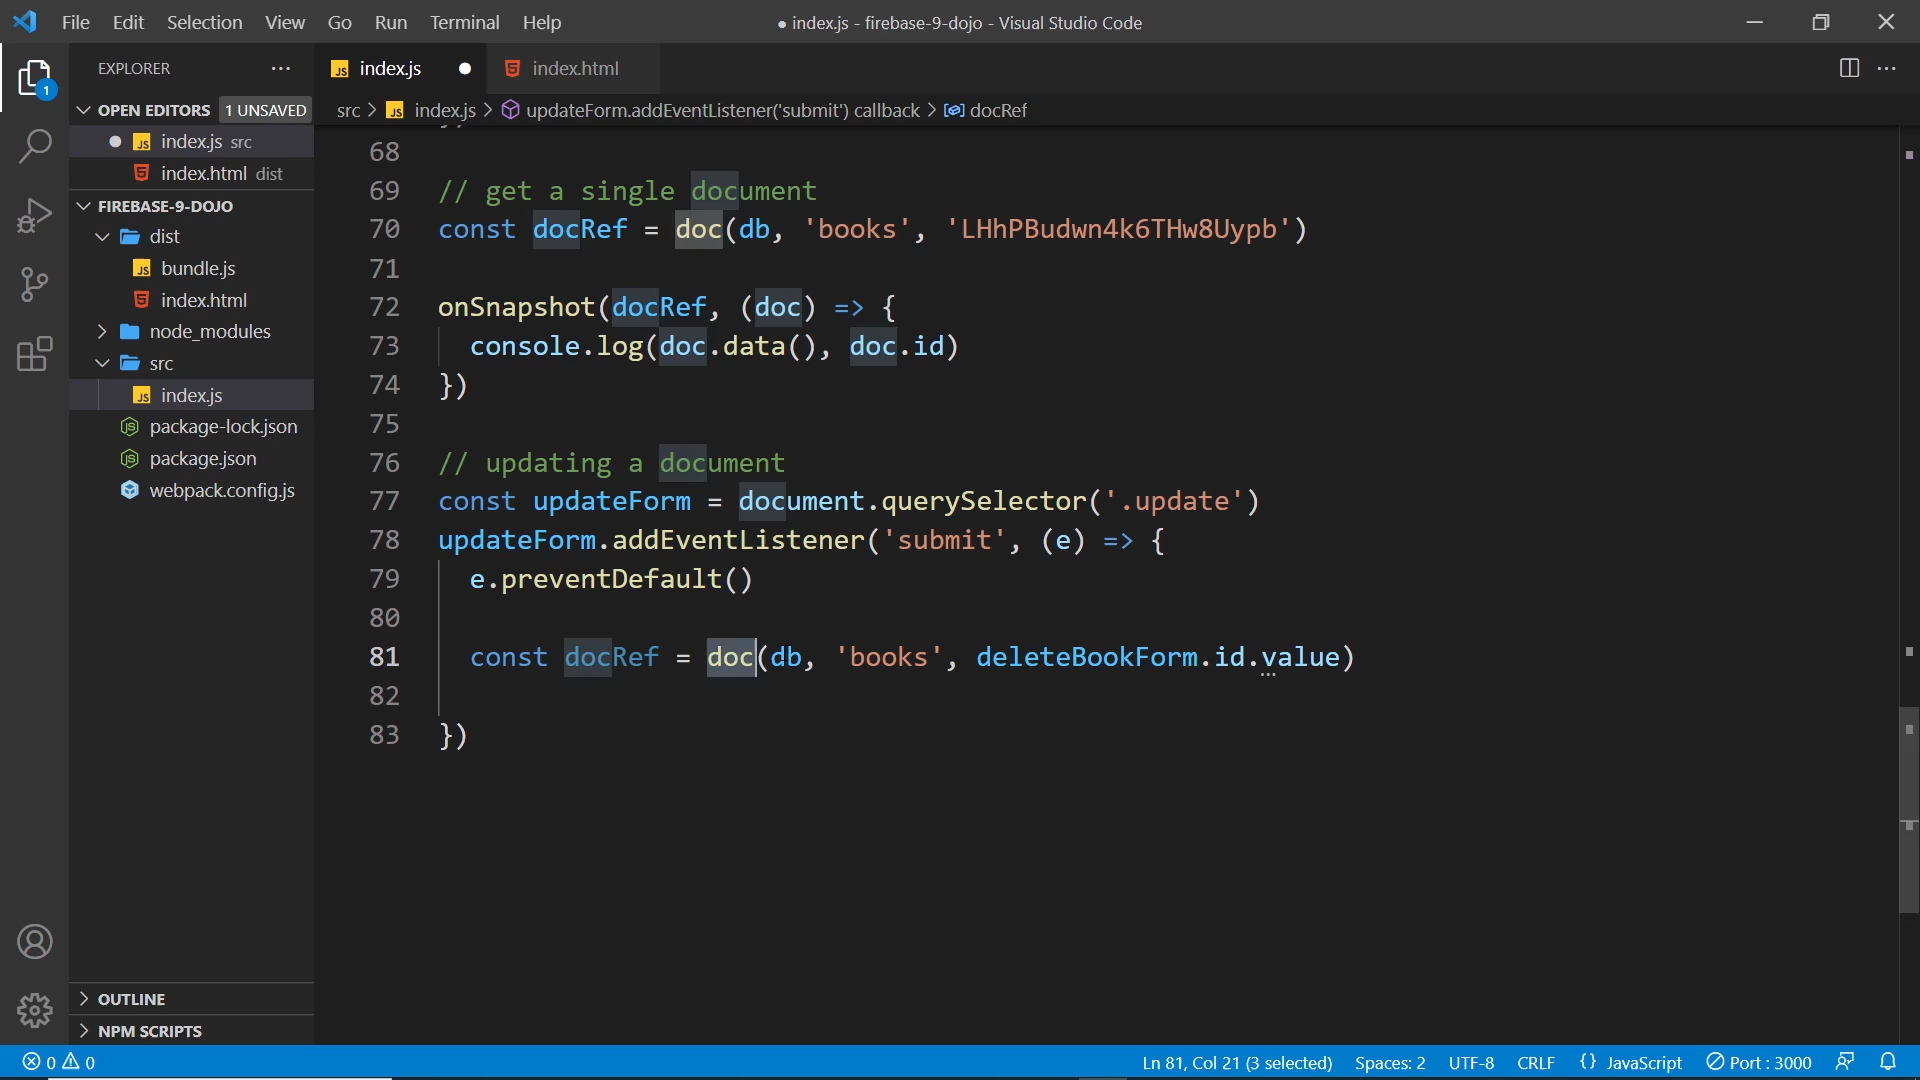 File Edit Selection View Go Run Terminal Help
● index.js - firebase-9-dojo - Visual Studio Code
EXPLORER
index.js
index.html
1
OPEN EDITORS 1 UNSAVED
src > index.js > updateForm.addEventListener('submit') callback > docRef
index.js src
index.html dist
FIREBASE-9-DOJO
dist
bundle.js
index.html
node_modules
src
index.js
package-lock.json
package.json
webpack.config.js
OUTLINE
NPM SCRIPTS
68
69 // get a single document
70 const docRef = doc(db, 'books', 'LHhPBudwn4k6THw8Uypb')
71
72 onSnapshot(docRef, (doc) => {
73 console.log(doc.data(), doc.id)
74 })
75
76 // updating a document
77 const updateForm = document.querySelector('.update')
78 updateForm.addEventListener('submit', (e) => {
79 e.preventDefault()
80
81 const docRef = doc(db, 'books', deleteBookForm.id.value)
82
83 })
0 0
Ln 81, Col 21 (3 selected) Spaces: 2 UTF-8 CRLF {} JavaScript Port : 3000